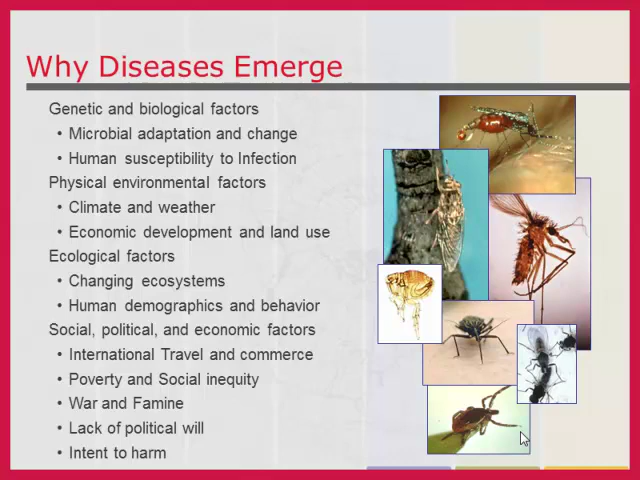 Why Diseases Emerge
Genetic and biological factors
• Microbial adaptation and change
• Human susceptibility to Infection
Physical environmental factors
• Climate and weather
• Economic development and land use
Ecological factors
• Changing ecosystems
• Human demographics and behavior
Social, political, and economic factors
• International Travel and commerce
• Poverty and Social inequity
• War and Famine
• Lack of political will
• Intent to harm